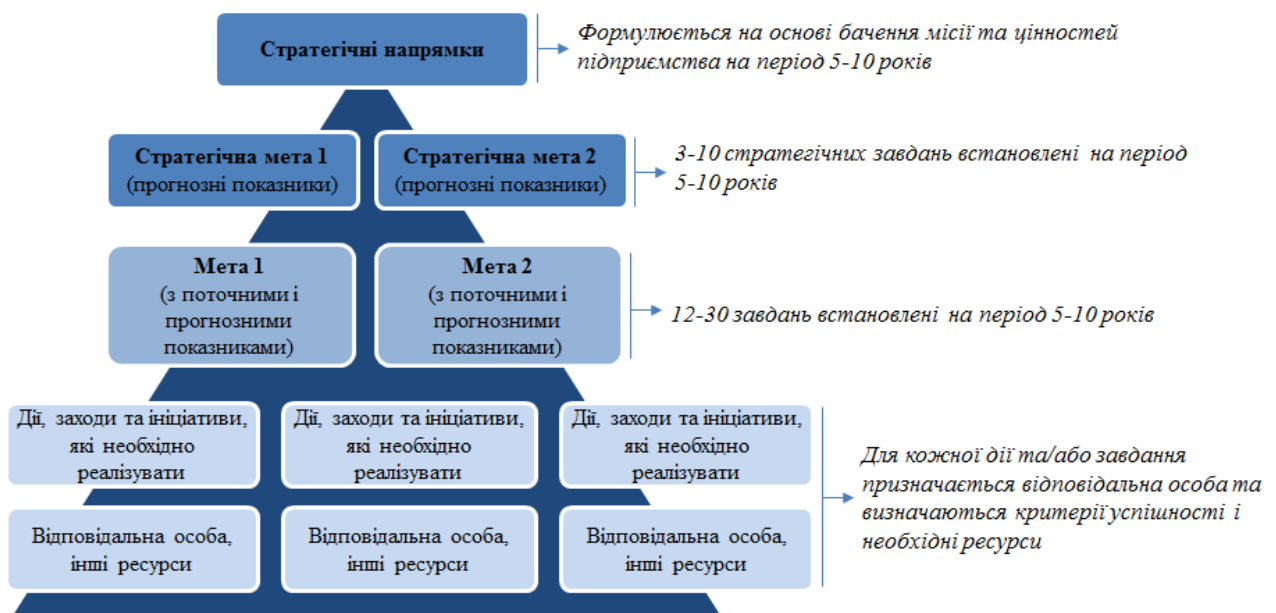 Стратегічні напрямки
Формулюється на основі бачення місії та цінностей
підприємства на період 5-10 років
Стратегічна мета 1
(прогнозні показники)
Стратегічна мета 2
(прогнозні показники)
3-10 стратегічних завдань встановлені на період
5-10 років
Мета 1
(з поточними і
прогнозними
показниками)
Мета 2
(з поточними і
прогнозними
показниками)
12-30 завдань встановлені на період 5-10 років
Дії, заходи та ініціативи,
які необхідно
реалізувати
Дії, заходи та ініціативи,
які необхідно
реалізувати
Дії, заходи та ініціативи,
які необхідно
реалізувати
Для кожної дії та/або завдання
призначається відповідальна особа та
визначаються критерії успішності і
необхідні ресурси
Відповідальна особа,
інші ресурси
Відповідальна особа,
інші ресурси
Відповідальна особа,
інші ресурси